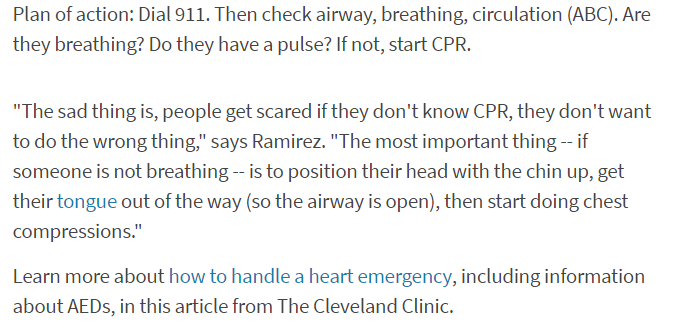 Plan of action: Dial 911. Then check airway, breathing, circulation (ABC). Are
they breathing? Do they have a pulse? If not, start CPR.
"The sad thing is, people get scared if they don't know CPR, they don't want
to do the wrong thing," says Ramirez. "The most important thing -- if
someone is not breathing -- is to position their head with the chin up, get
their tongue out of the way (so the airway is open), then start doing chest
compressions."
Learn more about how to handle a heart emergency, including information
about AEDs, in this article from The Cleveland Clinic.